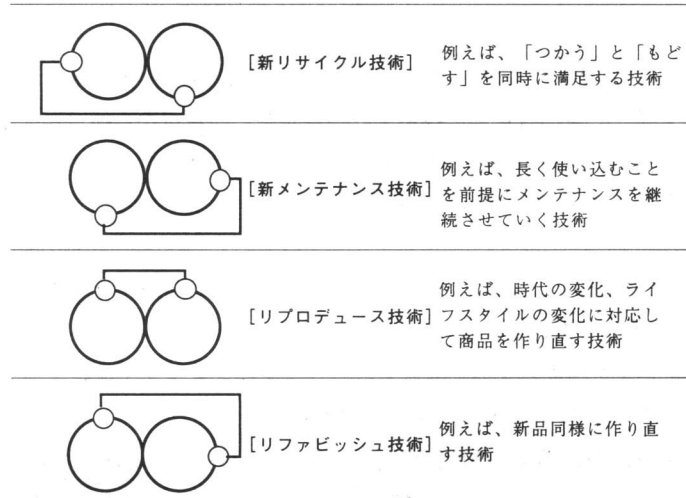 [新リサイクル技術]
例えば、「つかう」と「もど
す」を同時に満足する技術
[新メンテナンス技術]
例えば、長く使い込むこと
を前提にメンテナンスを継
続させていく技術
[リプロデュース技術]
例えば、時代の変化、ライ
フスタイルの変化に対応し
て商品を作り直す技術
[リファビッシュ技術]
例えば、新品同様に作り直
す技術